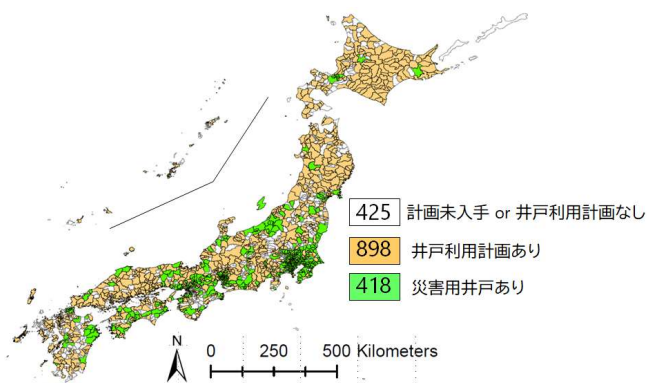 425 計画未入手 or 井戸利用計画なし
898 井戸利用計画あり
418 災害用井戸あり
N
0 250 500 Kilometers